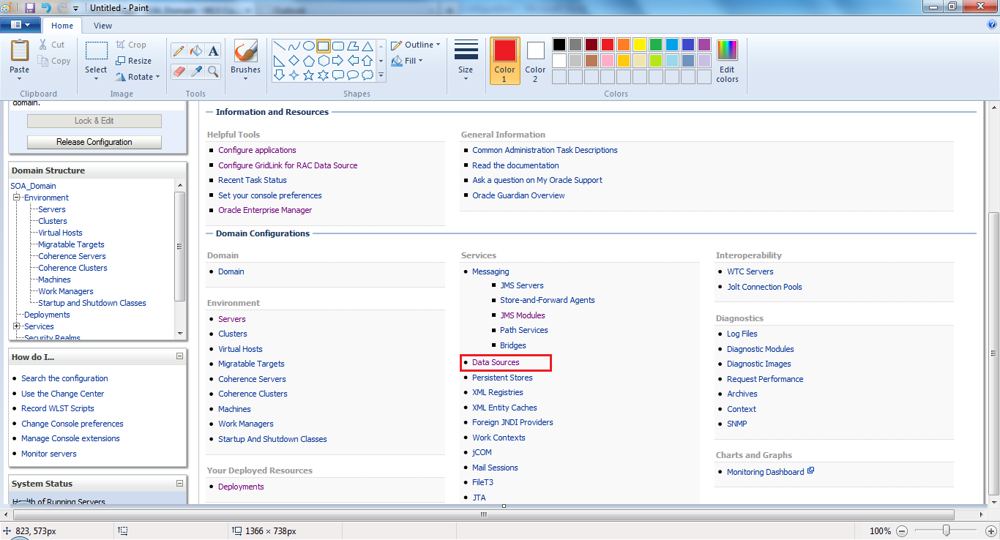 Untitled - Paint
Home
View
Paste
Cut
Copy
Clipboard
Select
Crop
Resize
Rotate
Image
A
Tools
Brushes
Outline
Fill
Shapes
Size
Color
1
Color
2
Edit
colors
Colors
domain.
Lock & Edit
Release Configuration
Domain Structure
SOA_Domain
Environment
Servers
Clusters
Virtual Hosts
Migratable Targets
Coherence Servers
Coherence Clusters
Machines
Work Managers
Startup and Shutdown Classes
Deployments
Services
Security Realms
How do I...
Search the configuration
Use the Change Center
Record WLST Scripts
Change Console preferences
Manage Console extensions
Monitor servers
System Status
Health of Running Servers
Information and Resources
Helpful Tools
Configure applications
Configure GridLink for RAC Data Source
Recent Task Status
Set your console preferences
Oracle Enterprise Manager
General Information
Common Administration Task Descriptions
Read the documentation
Ask a question on My Oracle Support
Oracle Guardian Overview
Domain Configurations
Domain
Domain
Environment
Servers
Clusters
Virtual Hosts
Migratable Targets
Coherence Servers
Coherence Clusters
Machines
Work Managers
Startup And Shutdown Classes
Your Deployed Resources
Deployments
Services
Messaging
JMS Servers
Store-and-Forward Agents
JMS Modules
Path Services
Bridges
Data Sources
Persistent Stores
XML Registries
XML Entity Caches
Foreign JNDI Providers
Work Contexts
jCOM
Mail Sessions
FileT3
JTA
Interoperability
WTC Servers
Jolt Connection Pools
Diagnostics
Log Files
Diagnostic Modules
Diagnostic Images
Request Performance
Archives
Context
SNMP
Charts and Graphs
Monitoring Dashboard
823, 573px
1366 × 738px
100%